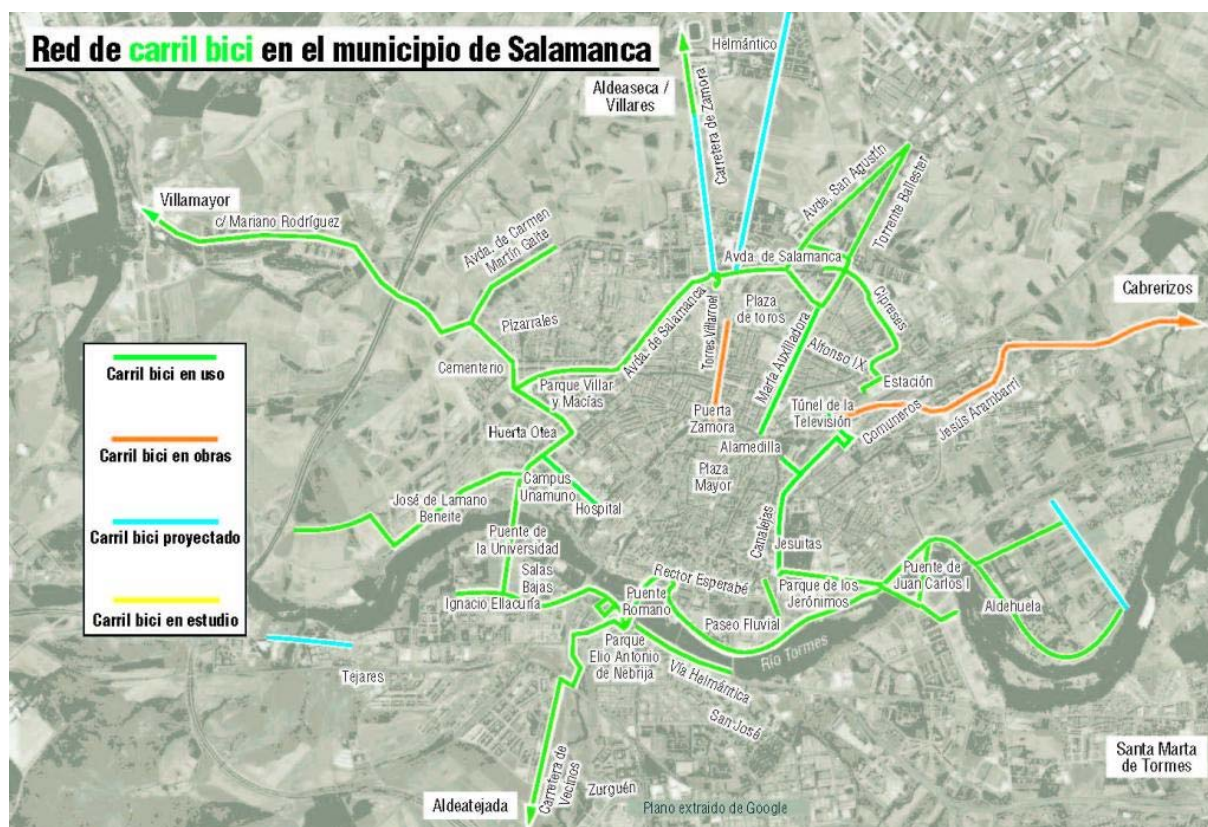 Red de carril bici en el municipio de Salamanca
Helmántico
Aldeaseca /
Villares
Carretera de Zamora
Avda. San Agustín
Torrente Ballester
Villamayor
c/ Mariano Rodríguez
Avda. de Carmen
Martín Gaite
Avda. de Salamanca
Cipreses
Cabrerizos
Pizarrales
Avda. de Salamanca
Torres Villarroel
Plaza
de toros
María Auxiliadora
Alfonso IX
Carril bici en uso
Cementerio
Parque Villar
y Macías
Estación
Puerta
Zamora
Túnel de la
Televisión
Comuneros
Jesús Arambarri
Huerta Otea
Alamedilla
Carril bici en obras
Plaza
Mayor
Campus
Unamuno
Hospital
José de Lamano
Beneite
Canalejas
Carril bici proyectado
Puente de
la Universidad
Jesuitas
Salas
Bajas
Rector Esperabé
Parque de los
Jerónimos
Puente de
Juan Carlos I
Ignacio Ellacuría
Puente
Romano
Aldehuela
Carril bici en estudio
Paseo Fluvial
Parque
Elio Antonio
de Nebrija
Río Tormes
Vía Helmántica
Tejares
San José
Santa Marta
de Tormes
Carretera de
Vecinos
Zurguén
Aldeatejada
Plano extraido de Google